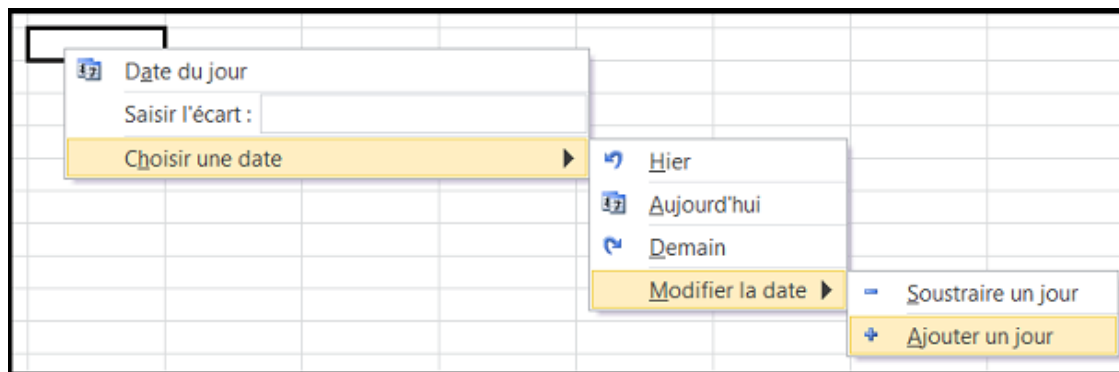 Date du jour
Saisir l'écart :
Choisir une date
Hier
Aujourd'hui
Demain
Modifier la date
Soustraire un jour
Ajouter un jour